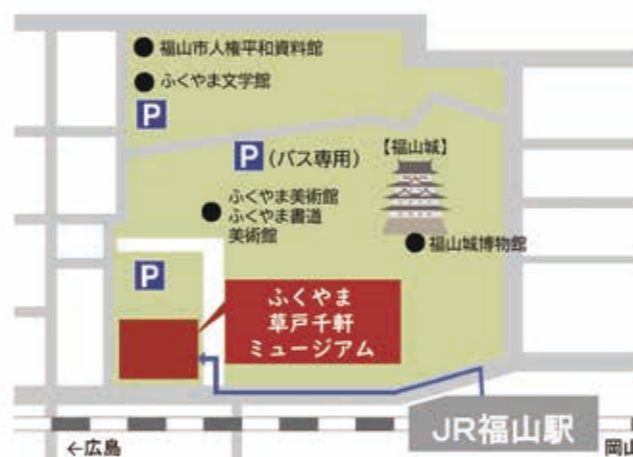 福山市人権平和資料館
ふくやま文学館
P
P(バス専用)
【福山城】
ふくやま美術館
ふくやま書道
美術館
福山城博物館
P
ふくやま
草戸千軒
ミュージアム
JR福山駅
←広島
岡山